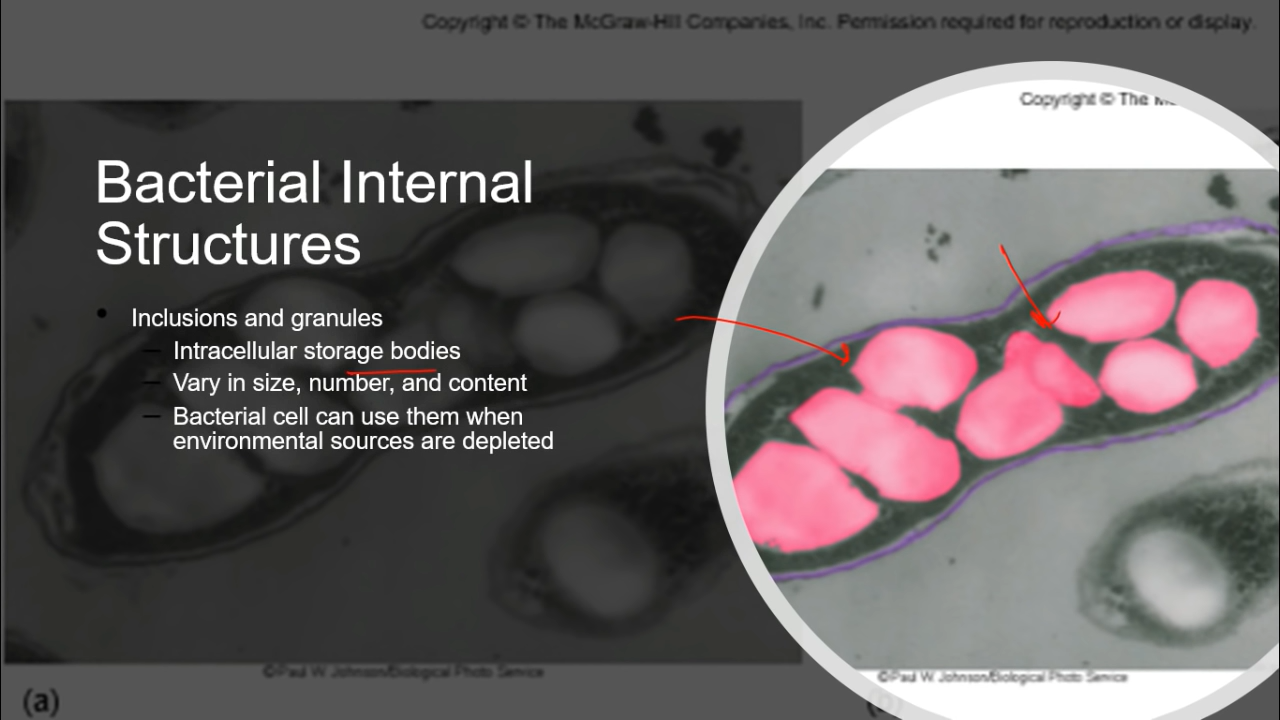 Copyright © The McGraw-Hill Companies, Inc. Permission required for reproduction or display.
Copyright © The
Bacterial Internal
Structures
• Inclusions and granules
– Intracellular storage bodies
– Vary in size, number, and content
– Bacterial cell can use them when
environmental sources are depleted
©Paul W. Johnson/Biological Photo Service
©Paul W. Johnson/Biological Photo Service
(a)
(b)